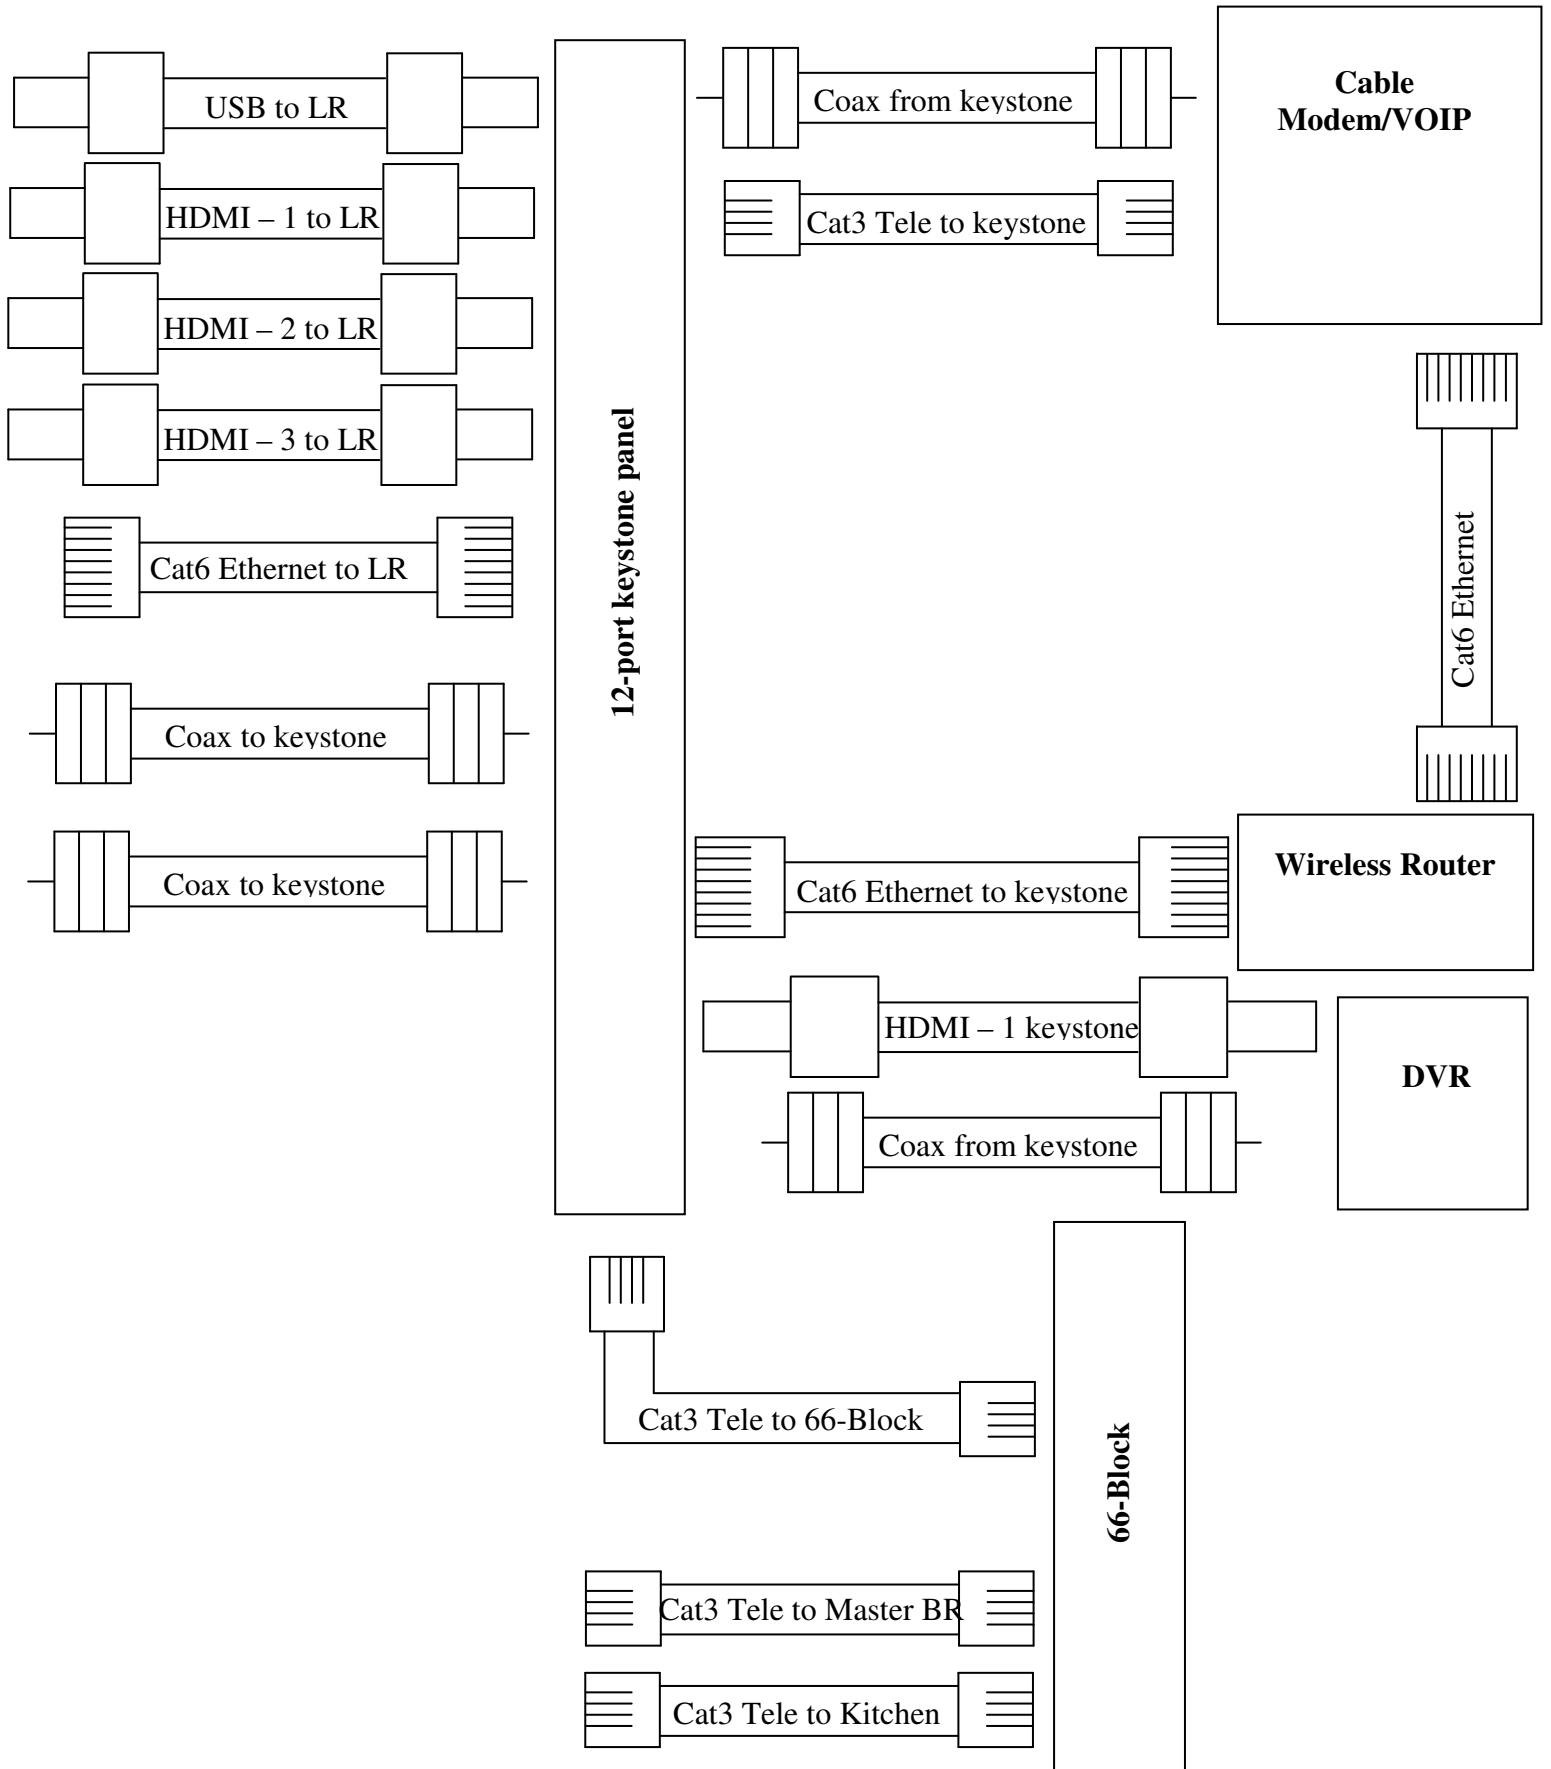 USB to LR
HDMI – 1 to LR
HDMI – 2 to LR
HDMI – 3 to LR
Cat6 Ethernet to LR
Coax to keystone
Coax to keystone
12-port keystone panel
Coax from keystone
Cat3 Tele to keystone
Cable
Modem/VOIP
Cat6 Ethernet
Wireless Router
Cat6 Ethernet to keystone
HDMI – 1 keystone
DVR
Coax from keystone
Cat3 Tele to 66-Block
66-Block
Cat3 Tele to Master BR
Cat3 Tele to Kitchen